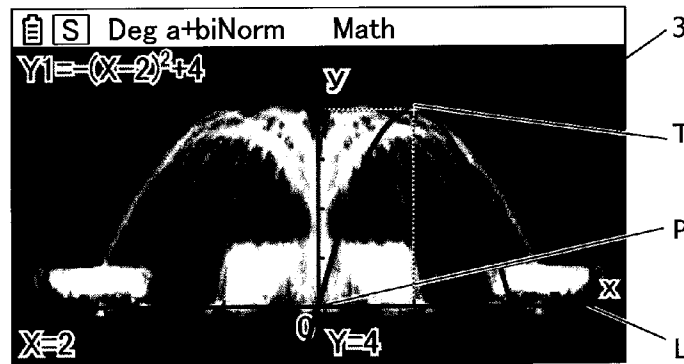 S Deg a+biNorm Math
Y1=-(X-2)²+4
y
3
T
P
x
0
L
X=2 Y=4